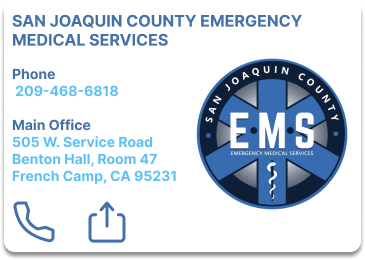 SAN JOAQUIN COUNTY EMERGENCY
MEDICAL SERVICES
Phone
209-468-6818
Main Office
505 W. Service Road
Benton Hall, Room 47
French Camp, CA 95231
SAN JOAQUIN COUNTY
E·M·S
EMERGENCY MEDICAL SERVICES